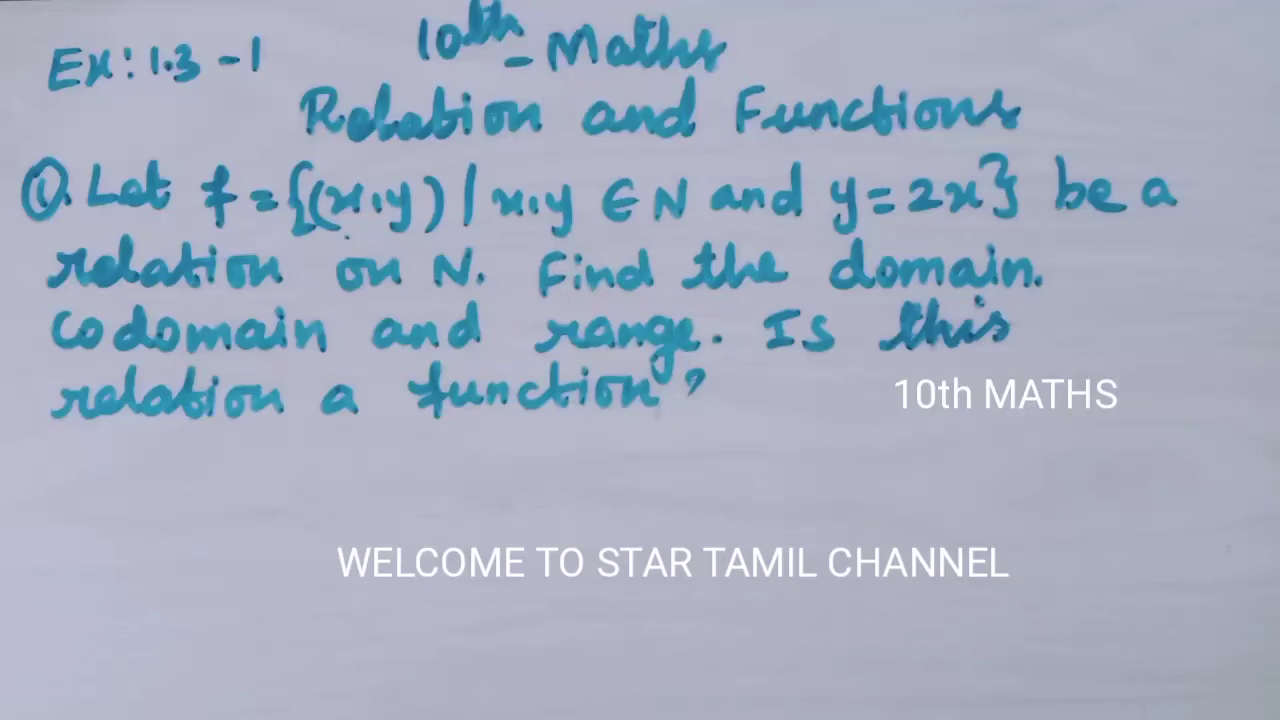 Ex: 1.3 - 1
10th - Maths
Relation and Functions
①. Let f = {(x,y) | x,y ∈ N and y = 2x} be a
relation on N. Find the domain.
codomain and range. Is this
relation a function?
10th MATHS
WELCOME TO STAR TAMIL CHANNEL